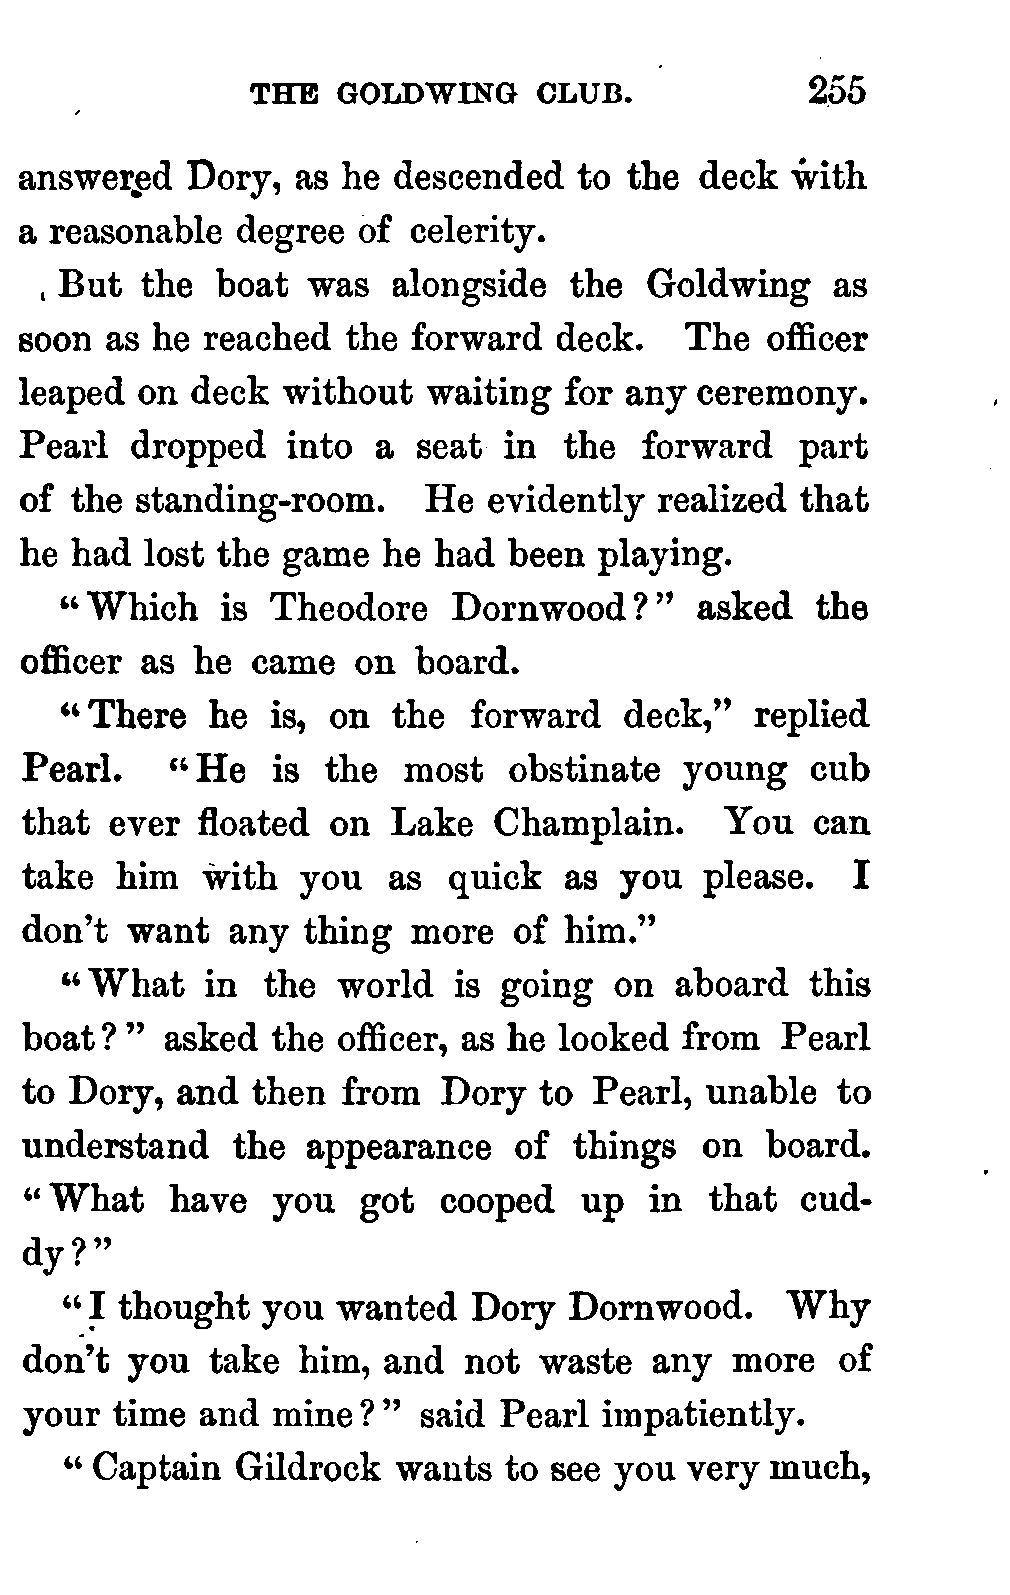 THE GOLDWING CLUB. 255
answered Dory, as he descended to the deck with
a reasonable degree of celerity.
But the boat was alongside the Goldwing as
soon as he reached the forward deck. The officer
leaped on deck without waiting for any ceremony.
Pearl dropped into a seat in the forward part
of the standing-room. He evidently realized that
he had lost the game he had been playing.
“Which is Theodore Dornwood?” asked the
officer as he came on board.
“There he is, on the forward deck,” replied
Pearl. “He is the most obstinate young cub
that ever floated on Lake Champlain. You can
take him with you as quick as you please. I
don't want any thing more of him.”
“What in the world is going on aboard this
boat?” asked the officer, as he looked from Pearl
to Dory, and then from Dory to Pearl, unable to
understand the appearance of things on board.
“What have you got cooped up in that cud-
dy?”
“I thought you wanted Dory Dornwood. Why
don't you take him, and not waste any more of
your time and mine?” said Pearl impatiently.
“Captain Gildrock wants to see you very much,